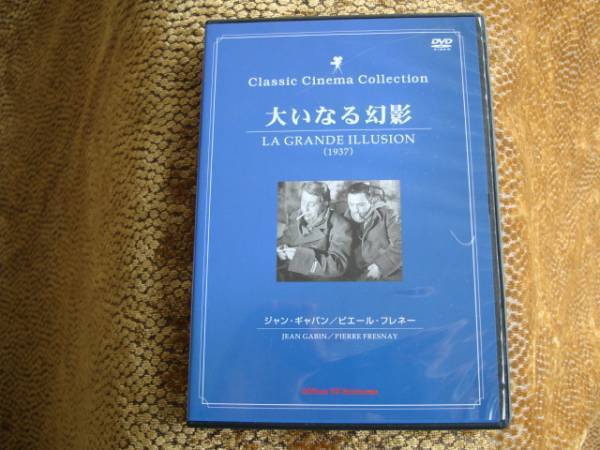 DVD
VIDEO
Classic Cinema Collection
大いなる幻影
LA GRANDE ILLUSION
(1937)
ジャン・ギャバン／ピエール・フレネー
JEAN GABIN／PIERRE FRESNAY